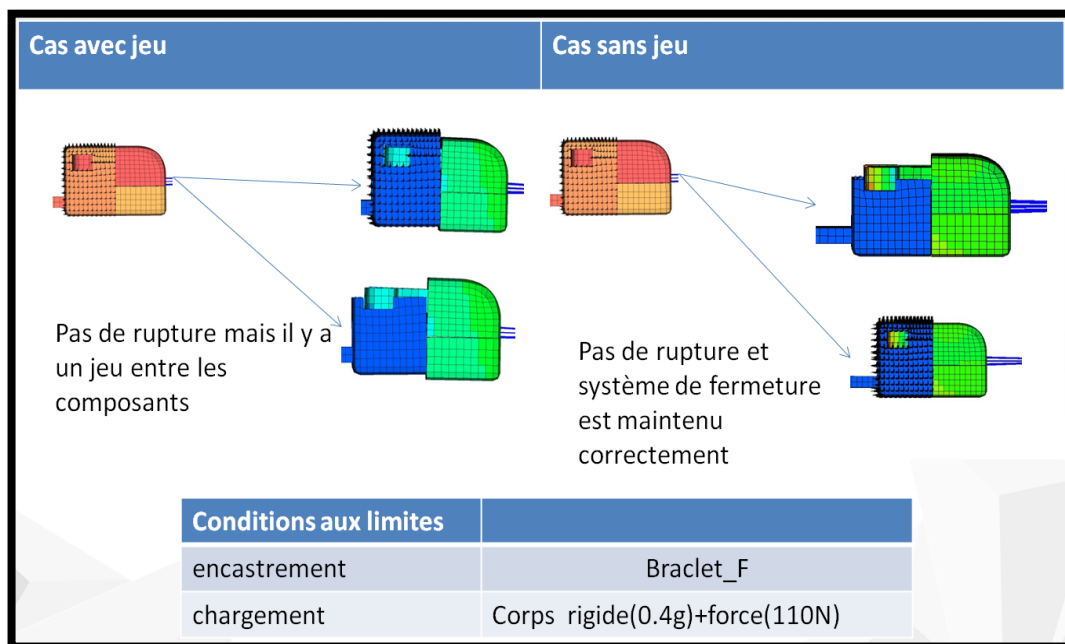 Cas avec jeu
Cas sans jeu
Pas de rupture mais il y a
un jeu entre les
composants
Pas de rupture et
système de fermeture
est maintenu
correctement
Conditions aux limites
encastrement
Braclet_F
chargement
Corps rigide(0.4g)+force(110N)